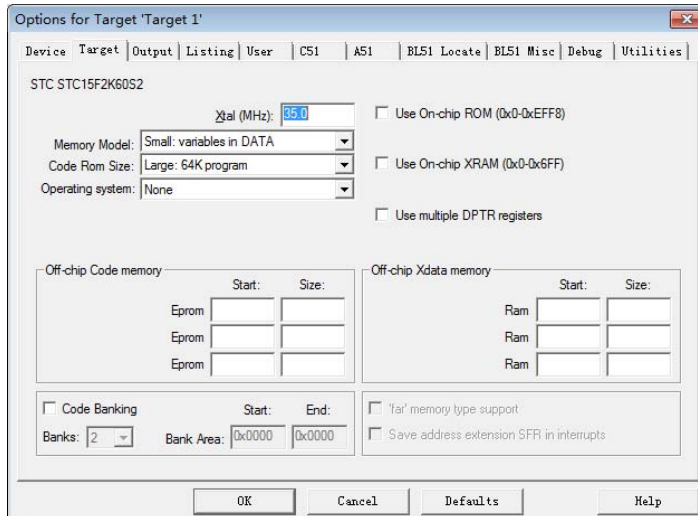 Options for Target 'Target 1'
Device Target Output Listing User C51 A51 BL51 Locate BL51 Misc Debug Utilities
STC STC15F2K60S2
Xtal (MHz): 35.0
Use On-chip ROM (0x0-0xEFF8)
Memory Model: Small: variables in DATA
Code Rom Size: Large: 64K program
Use On-chip XRAM (0x0-0x6FF)
Operating system: None
Use multiple DPTR registers
Off-chip Code memory
Start: Size:
Eprom
Eprom
Eprom
Off-chip Xdata memory
Start: Size:
Ram
Ram
Ram
Code Banking Start: End:
Banks: 2 Bank Area: 0x0000 0x0000
'far' memory type support
Save address extension SFR in interrupts
OK Cancel Defaults Help